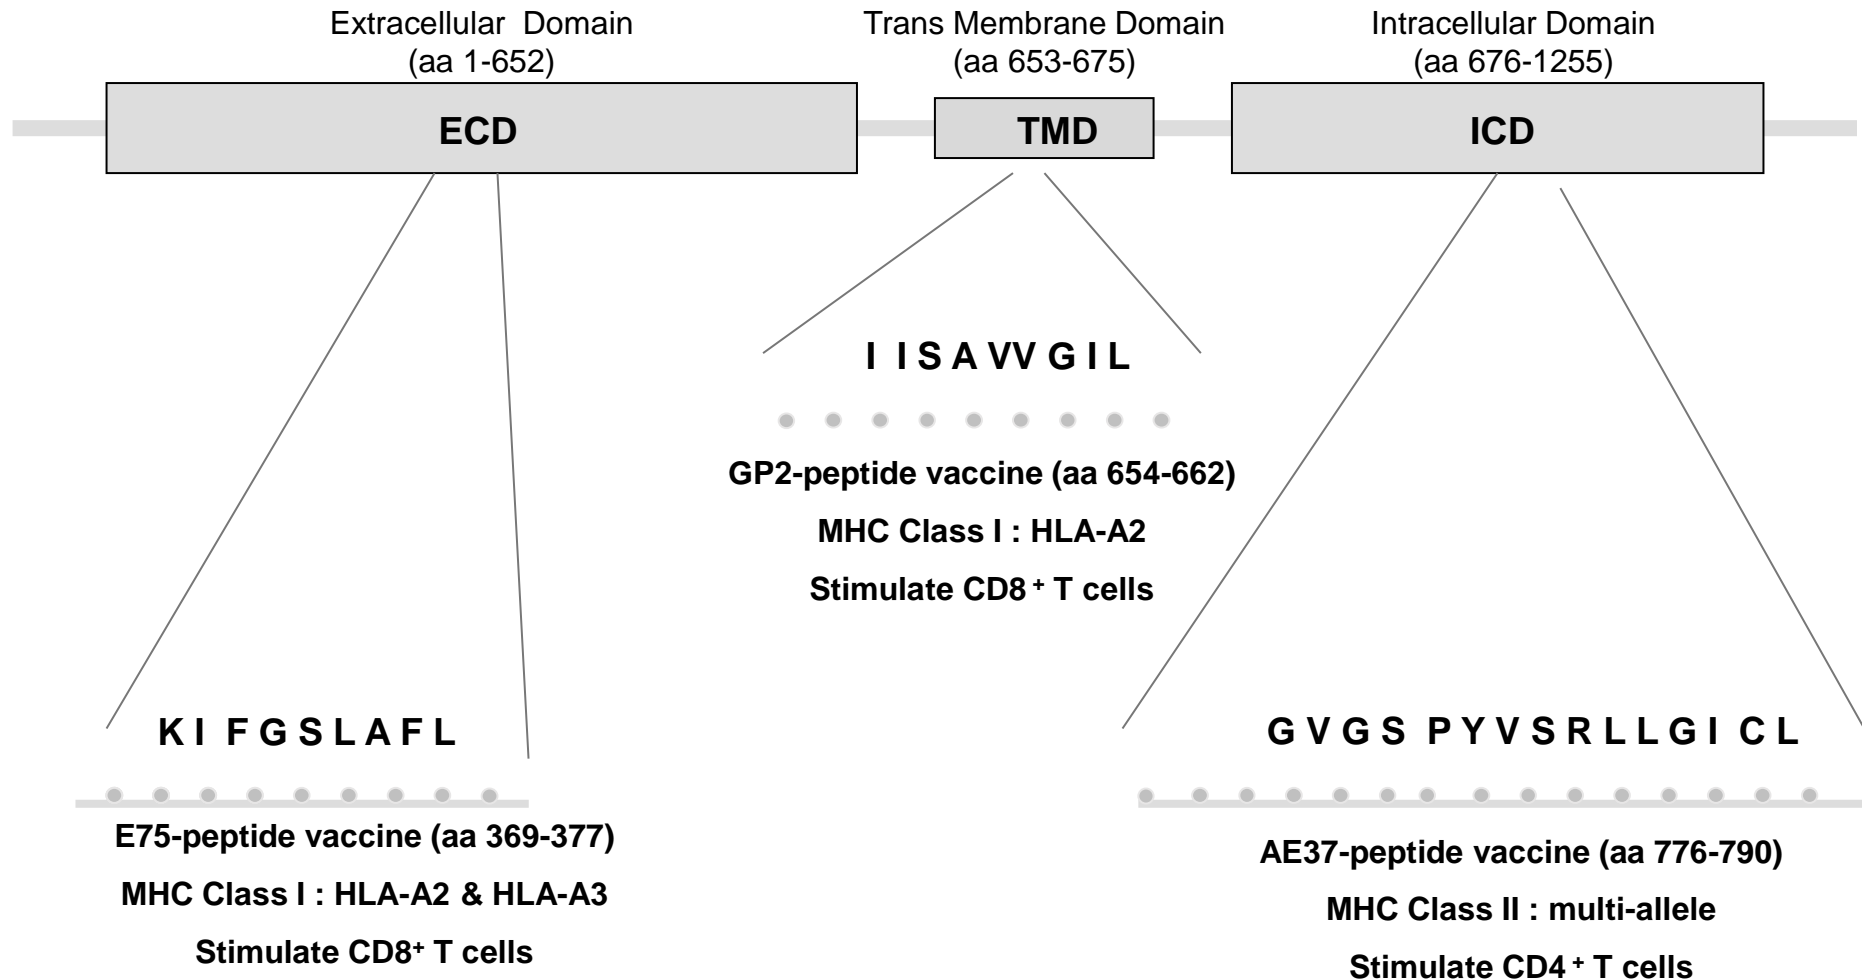 Extracellular Domain
(aa 1-652)
Trans Membrane Domain
(aa 653-675)
Intracellular Domain
(aa 676-1255)
ECD
TMD
ICD
I I S A VV G I L
GP2-peptide vaccine (aa 654-662)
MHC Class I : HLA-A2
Stimulate CD8 + T cells
K I F G S L A F L
E75-peptide vaccine (aa 369-377)
MHC Class I : HLA-A2 & HLA-A3
Stimulate CD8+ T cells
G V G S P Y V S R L L G I C L
AE37-peptide vaccine (aa 776-790)
MHC Class II : multi-allele
Stimulate CD4 + T cells